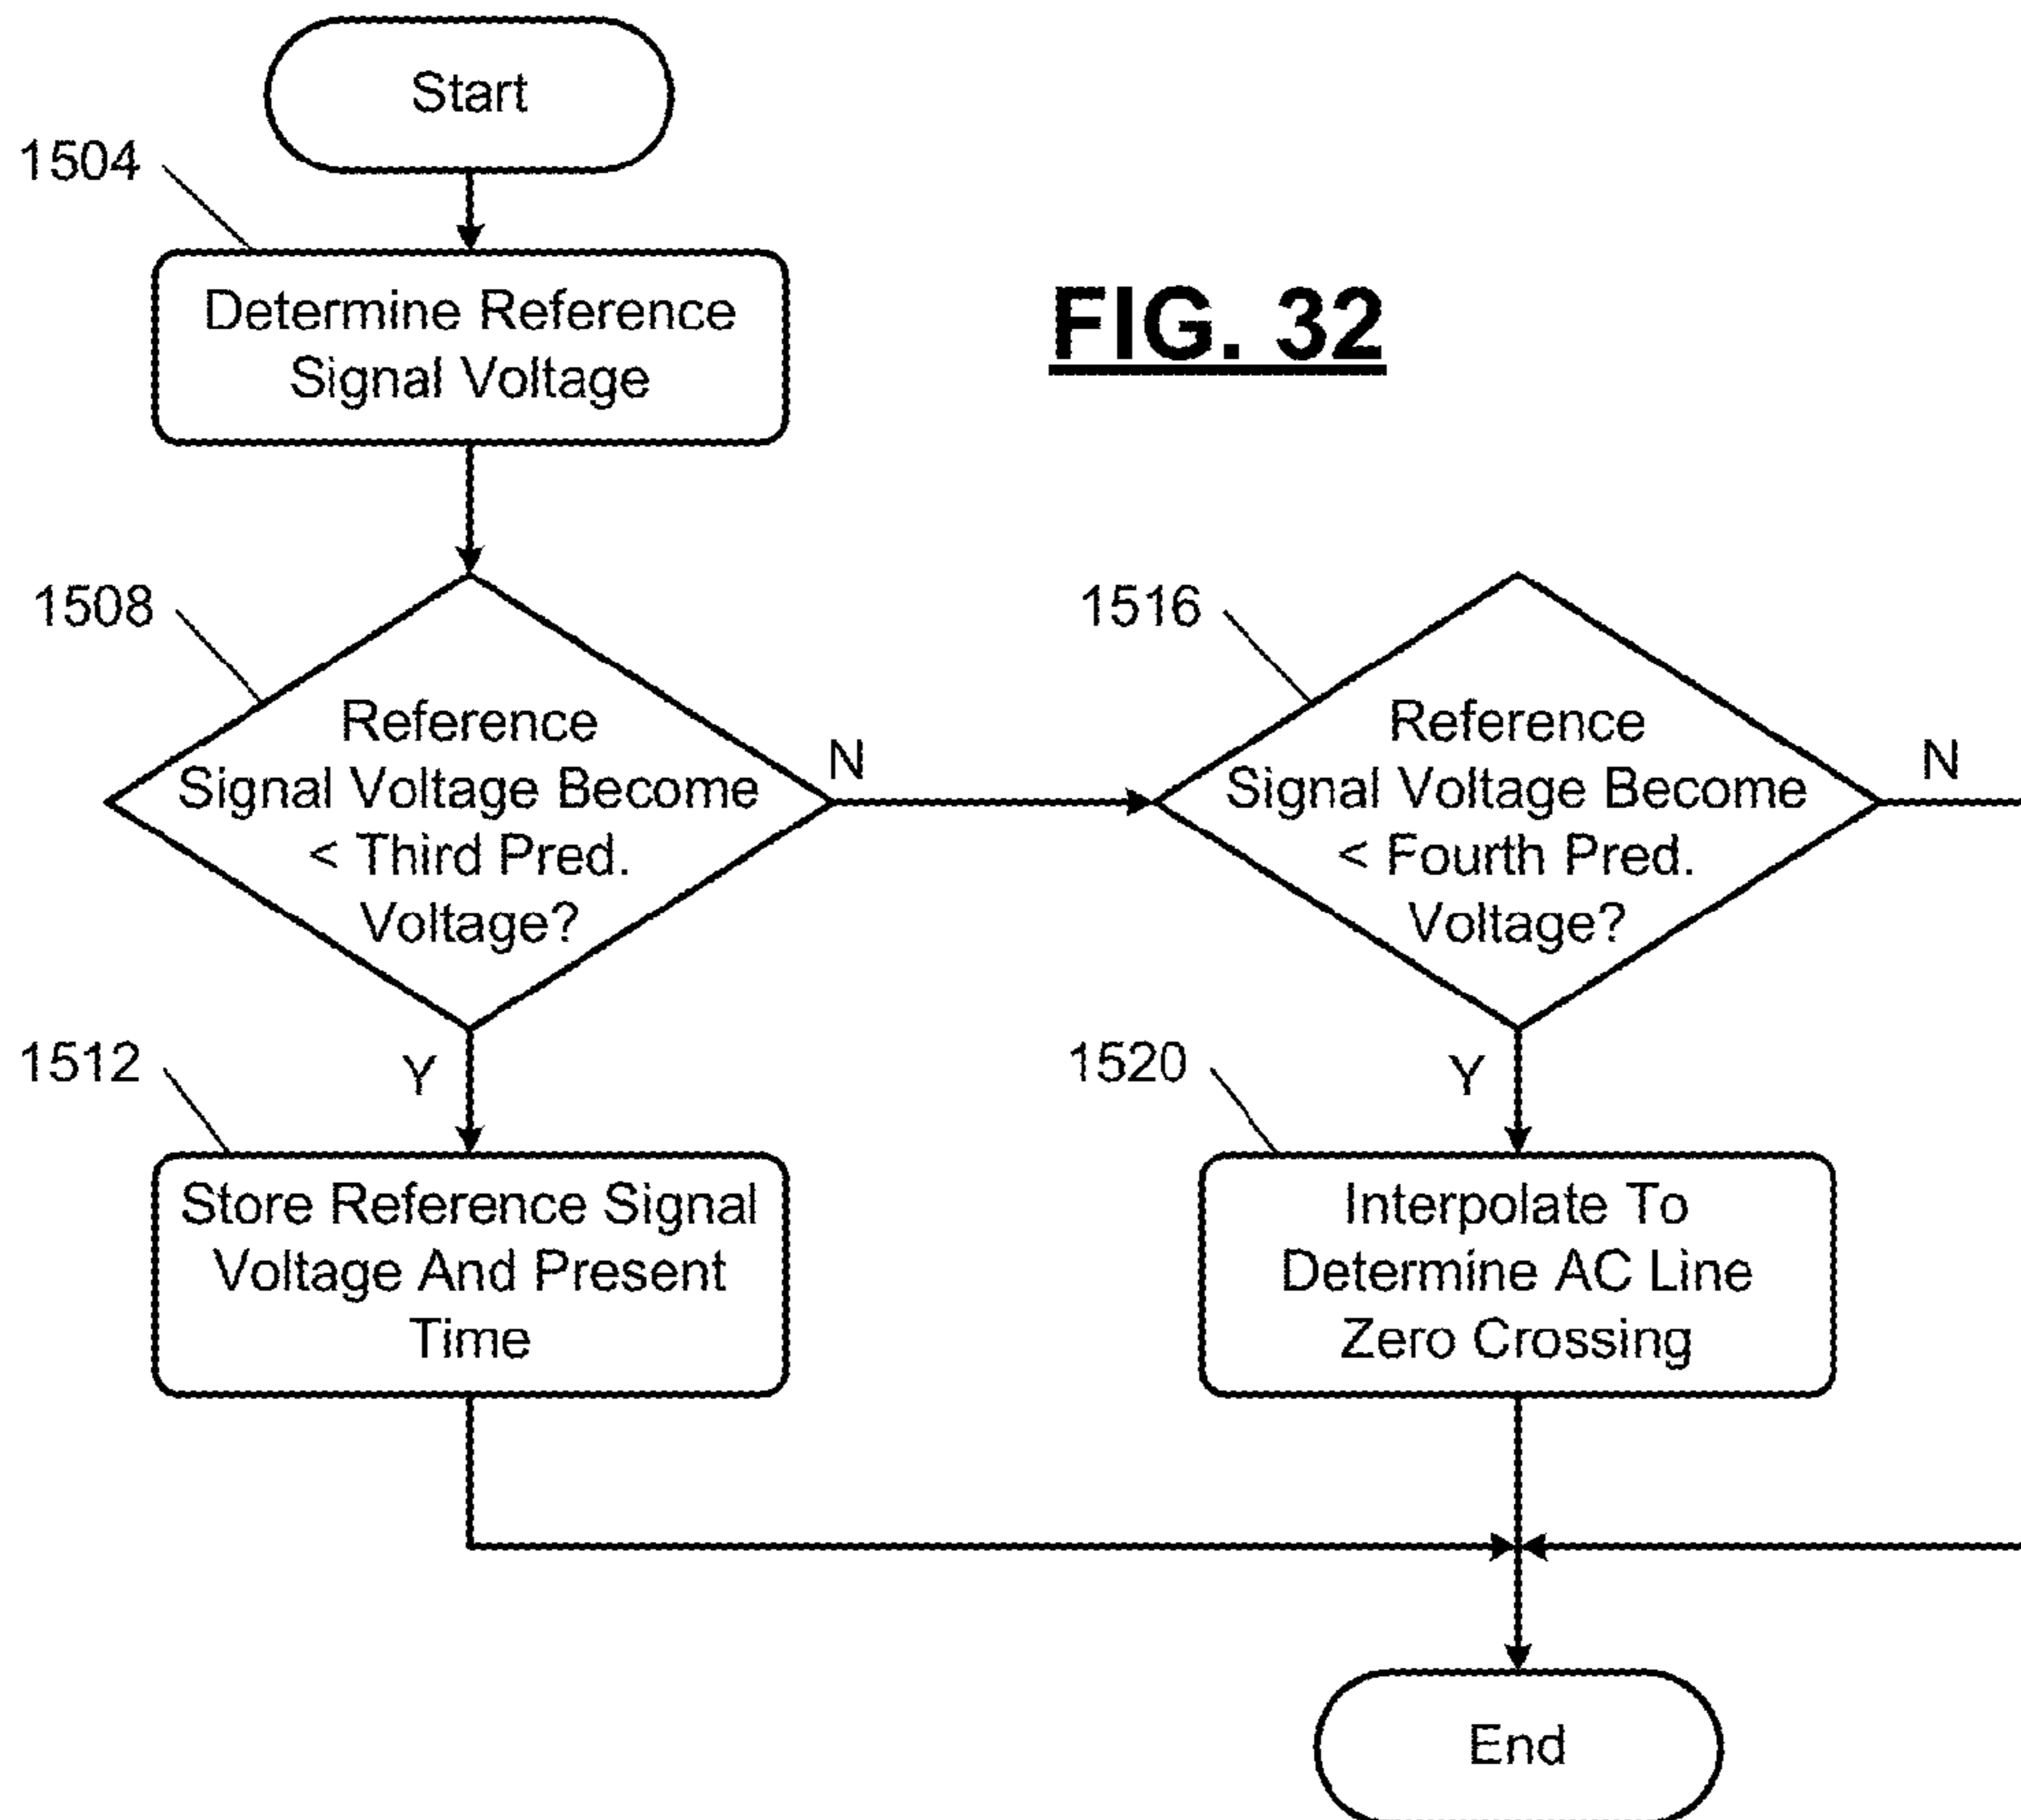 Start
1504
Determine Reference
Signal Voltage
FIG. 32
1508
Reference
Signal Voltage Become
< Third Pred.
Voltage?
N
1516
Reference
Signal Voltage Become
< Fourth Pred.
Voltage?
N
Y
1512
Store Reference Signal
Voltage And Present
Time
Y
1520
Interpolate To
Determine AC Line
Zero Crossing
End